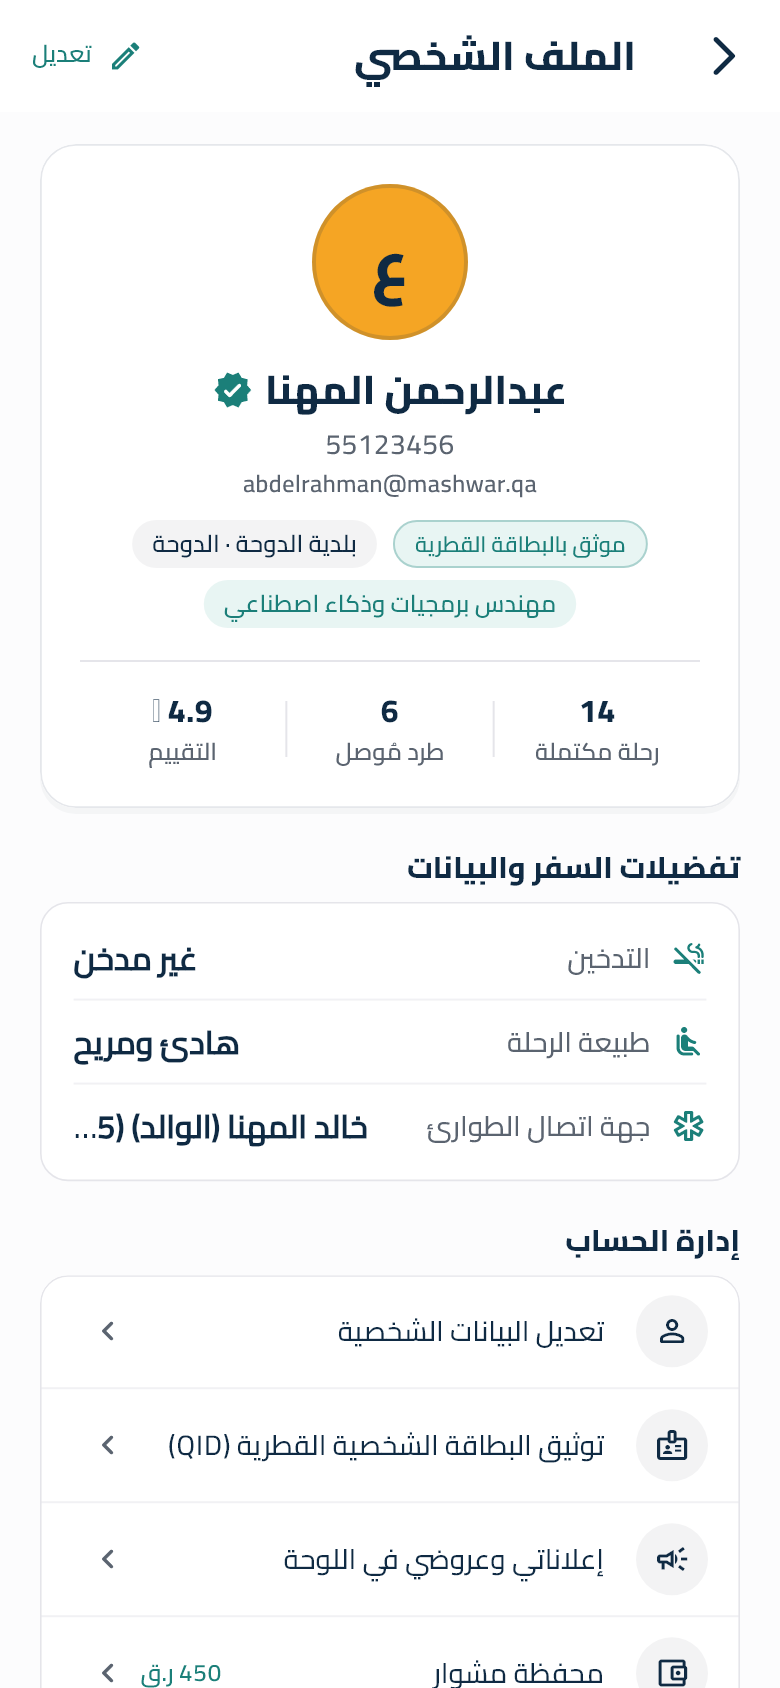 الملف الشخصي
تعديل
ع
عبدالرحمن المهنا
55123456
abdelrahman@mashwar.qa
موثق بالبطاقة القطرية
بلدية الدوحة · الدوحة
مهندس برمجيات وذكاء اصطناعي
14
6
4.9
رحلة مكتملة
طرد مُوصل
التقييم
تفضيلات السفر والبيانات
التدخين
غير مدخن
طبيعة الرحلة
هادئ ومريح
جهة اتصال الطوارئ
خالد المهنا (الوالد) (5...
إدارة الحساب
تعديل البيانات الشخصية
توثيق البطاقة الشخصية القطرية (QID)
إعلاناتي وعروضي في اللوحة
محفظة مشوار
450 ر.ق